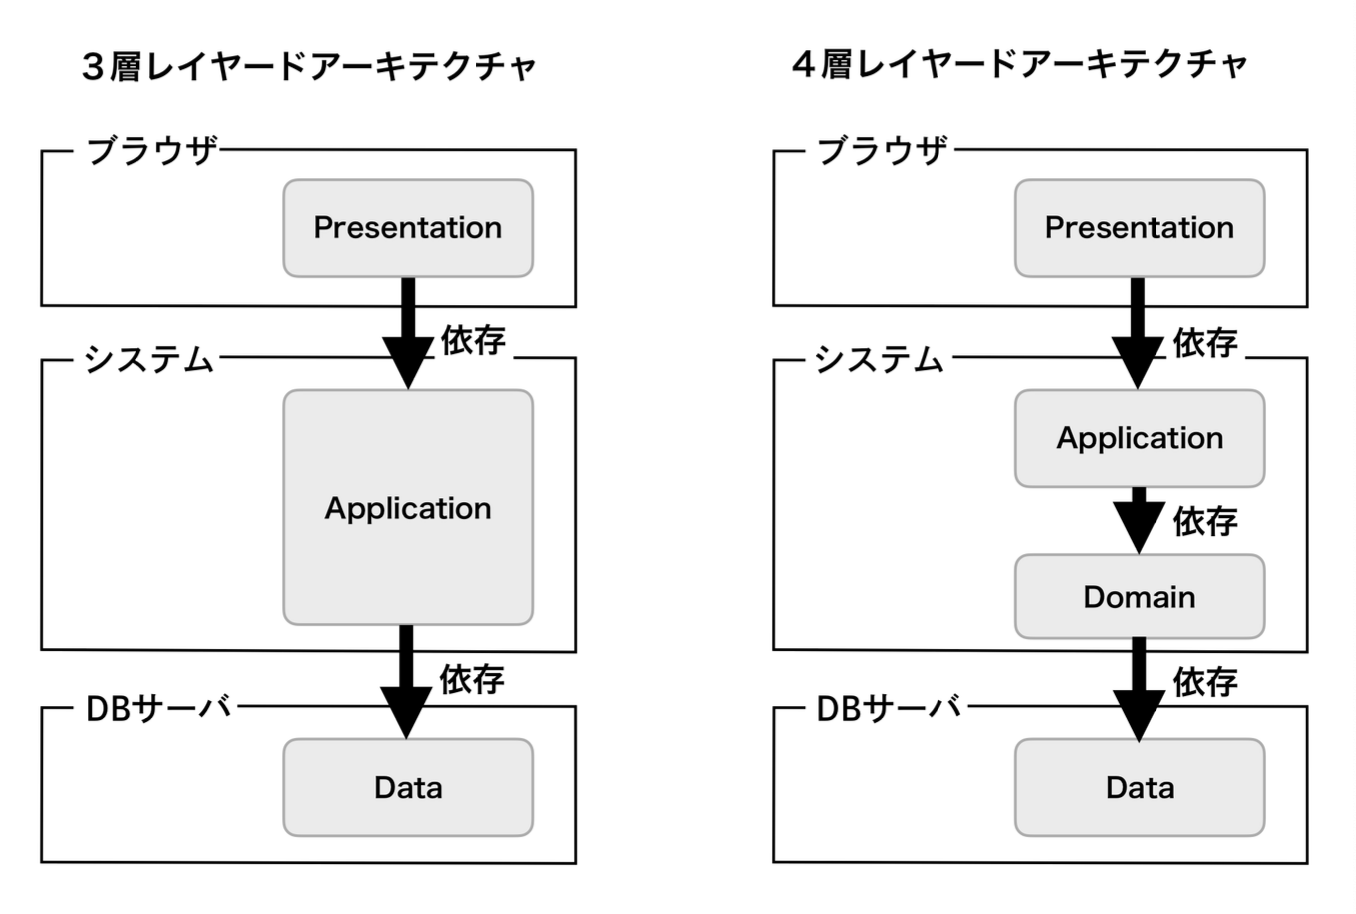 ３層レイヤードアーキテクチャ
ブラウザ
Presentation
依存
システム
Application
依存
DBサーバ
Data
４層レイヤードアーキテクチャ
ブラウザ
Presentation
依存
システム
Application
依存
Domain
依存
DBサーバ
Data